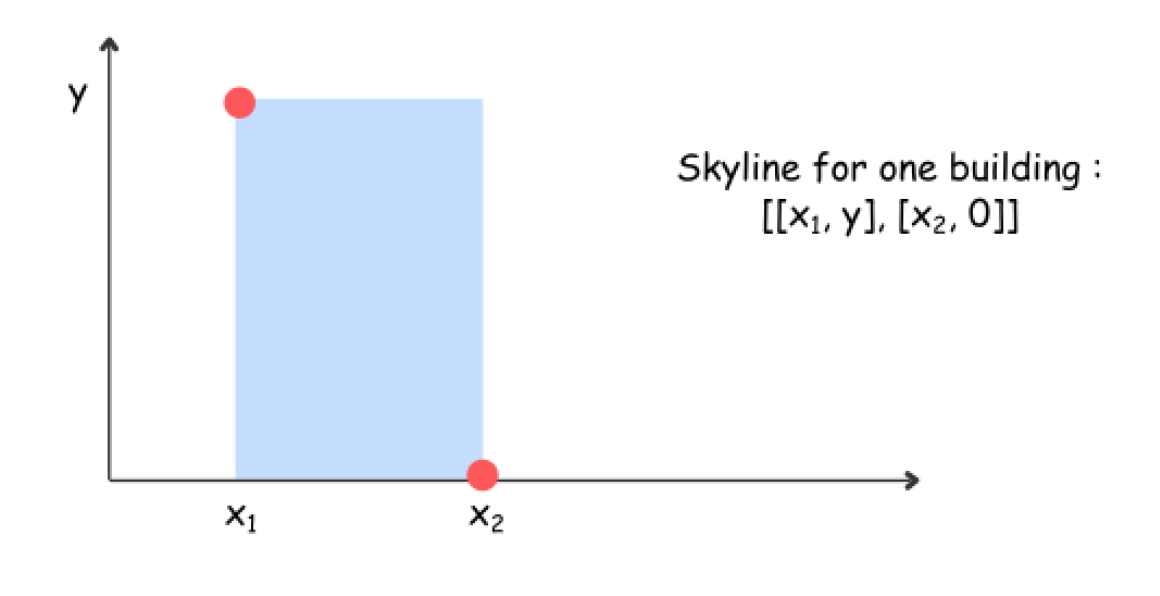 y
Skyline for one building :
[[x₁, y], [x₂, 0]]
x₁
x₂